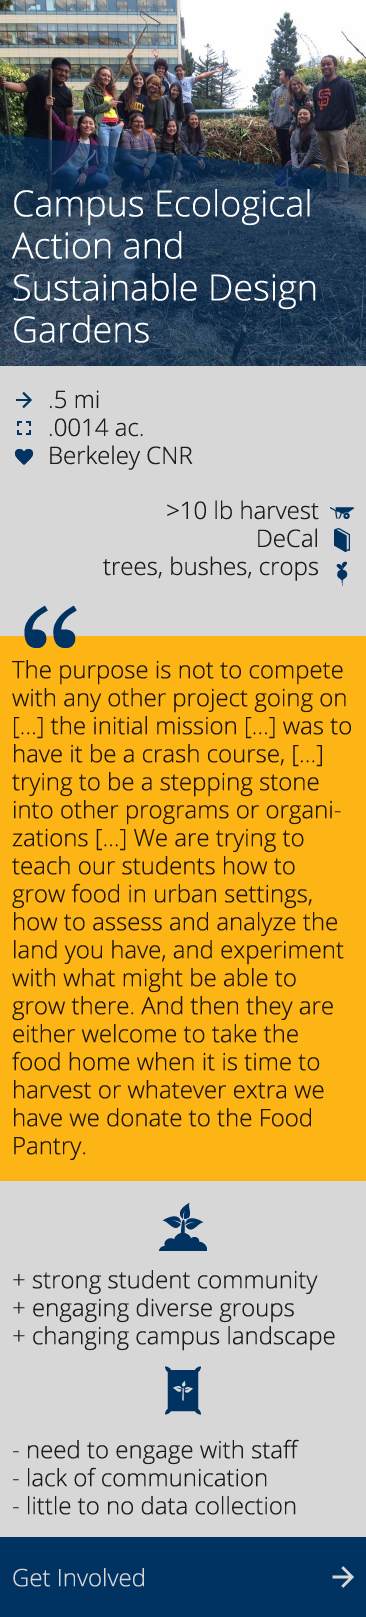 Campus Ecological
Action and
Sustainable Design
Gardens
.5 mi
.0014 ac.
Berkeley CNR
>10 lb harvest
DeCal
trees, bushes, crops
“
The purpose is not to compete
with any other project going on
[...] the initial mission [...] was to
have it be a crash course, [...]
trying to be a stepping stone
into other programs or organi-
zations [...] We are trying to
teach our students how to
grow food in urban settings,
how to assess and analyze the
land you have, and experiment
with what might be able to
grow there. And then they are
either welcome to take the
food home when it is time to
harvest or whatever extra we
have we donate to the Food
Pantry.
+ strong student community
+ engaging diverse groups
+ changing campus landscape
- need to engage with staff
- lack of communication
- little to no data collection
Get Involved